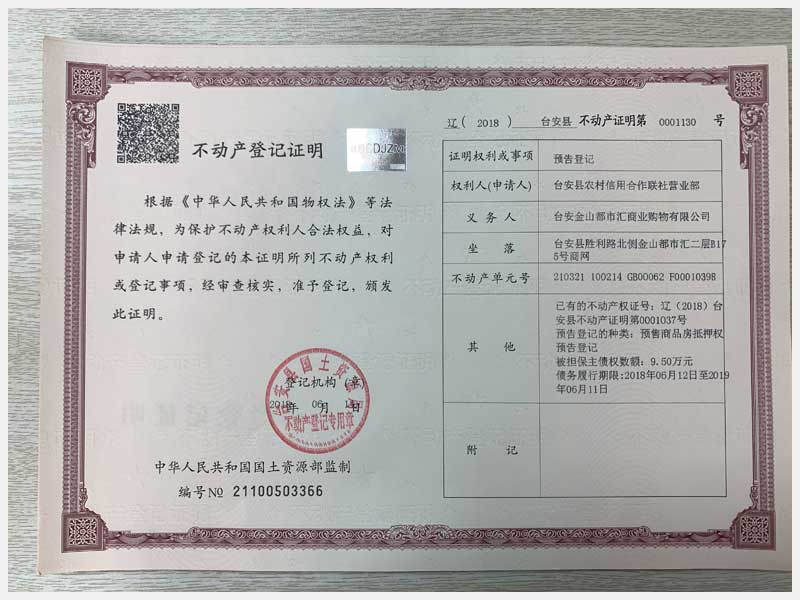 不动产登记证明
根据《中华人民共和国物权法》等法
律法规，为保护不动产权利人合法权益，对
申请人申请登记的本证明所列不动产权利
或登记事项，经审查核实，准予登记，颁发
此证明。
登记机构（章）
年 06 月 日
不动产登记专用章
中华人民共和国国土资源部监制
编号№ 21100503366
辽（ 2018 ） 台安县 不动产证明第 0001130 号
证明权利或事项 预告登记
权利人(申请人) 台安县农村信用合作联社营业部
义务人 台安金山都市汇商业购物有限公司
坐落 台安县胜利路北侧金山都市汇二层B17
5号商网
不动产单元号 210321 100214 GB00062 F00010398
其他 已有的不动产权证号：辽（2018）台
安县不动产证明第0001037号
预告登记的种类：预售商品房抵押权
预告登记
被担保主债权数额：9.50万元
债务履行期限:2018年06月12日至2019
年06月11日
附记